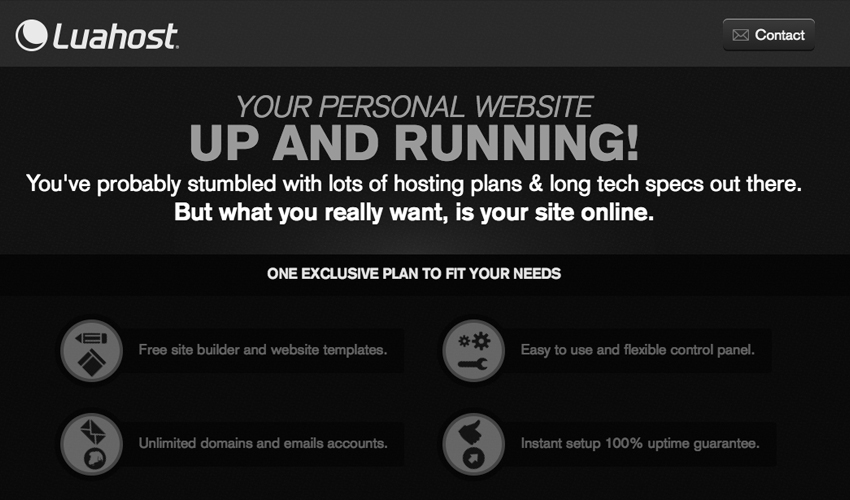 Luahost
Contact
YOUR PERSONAL WEBSITE
UP AND RUNNING!
You've probably stumbled with lots of hosting plans & long tech specs out there.
But what you really want, is your site online.
ONE EXCLUSIVE PLAN TO FIT YOUR NEEDS
Free site builder and website templates.
Easy to use and flexible control panel.
Unlimited domains and emails accounts.
Instant setup 100% uptime guarantee.